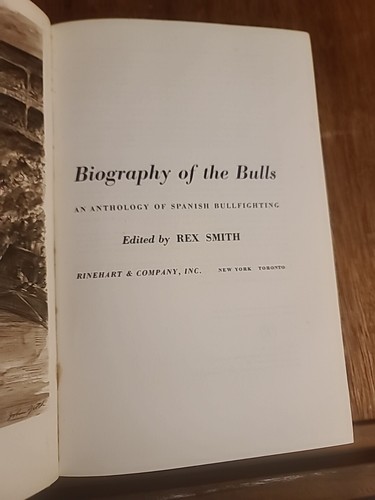 Biography of the Bulls
AN ANTHOLOGY OF SPANISH BULLFIGHTING
Edited by REX SMITH
RINEHART & COMPANY, INC. NEW YORK TORONTO